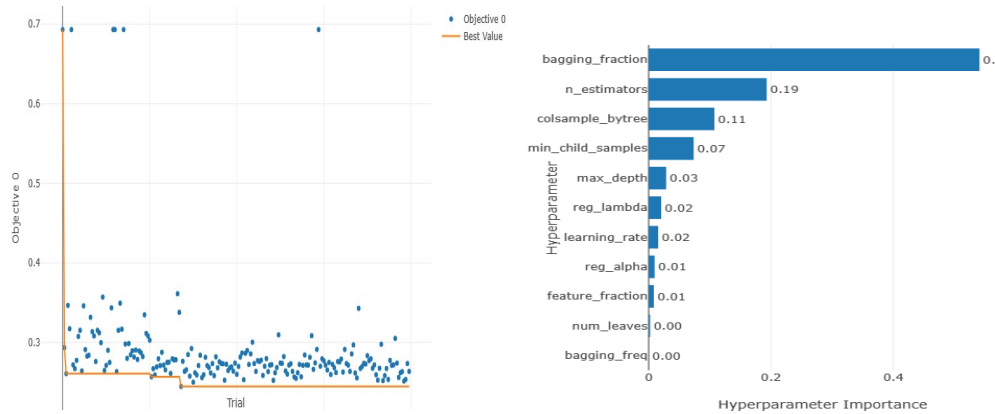 0.7
0.6
0.5
0.4
0.3
Objective 0
Trial
Objective 0
Best Value
Hyperparameter
bagging_fraction
n_estimators 0.19
colsample_bytree 0.11
min_child_samples 0.07
max_depth 0.03
reg_lambda 0.02
learning_rate 0.02
reg_alpha 0.01
feature_fraction 0.01
num_leaves 0.00
bagging_freq 0.00
0 0.2 0.4
Hyperparameter Importance